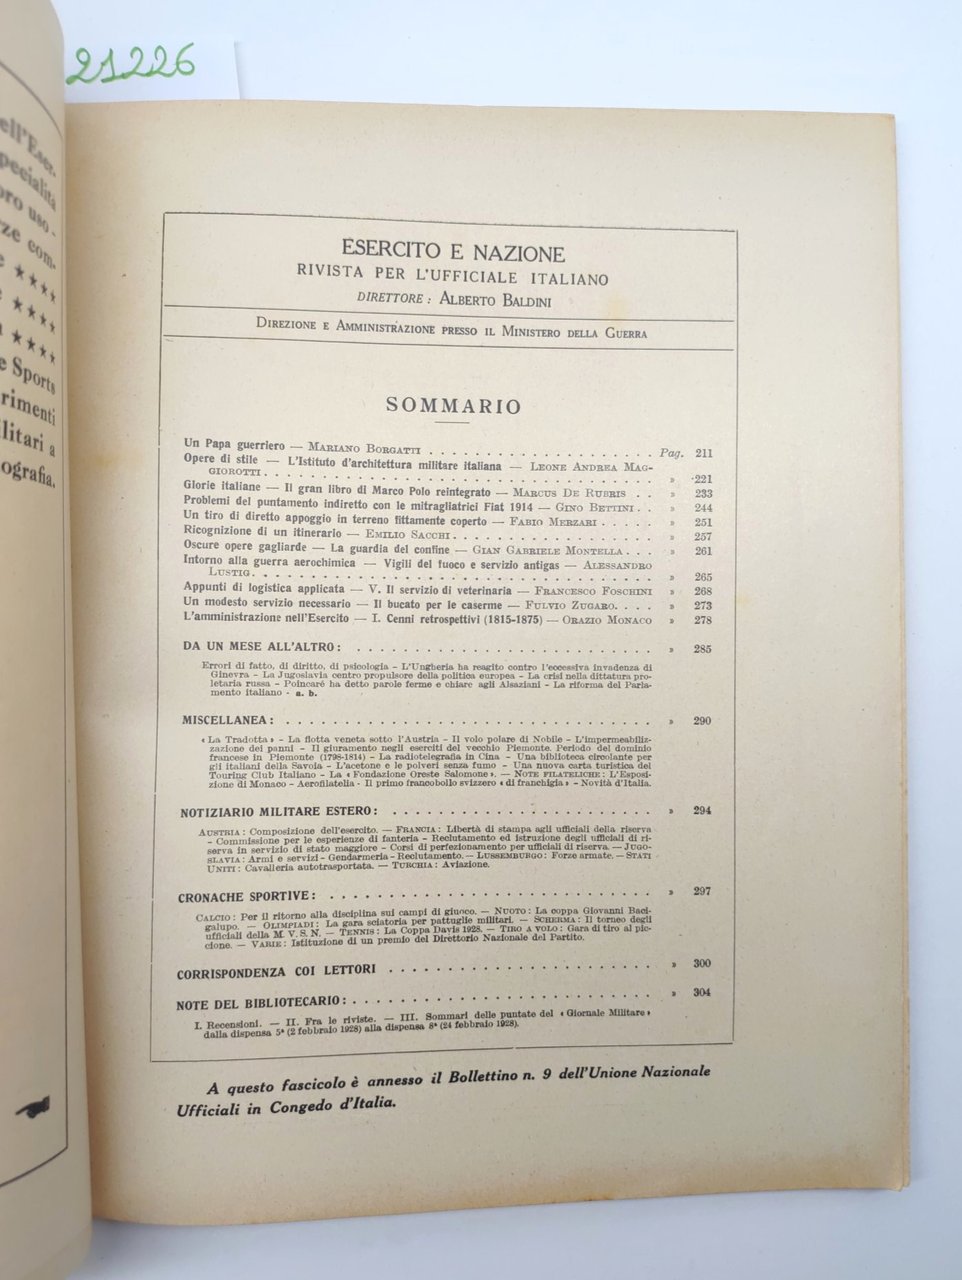 21226
ell'Eser-
pecialità
oro uso-
rze com-
e ★★★★
e ★★★★
a ★★★★
e Sports
rimenti
litari a
ografia.
ESERCITO E NAZIONE
RIVISTA PER L'UFFICIALE ITALIANO
DIRETTORE: ALBERTO BALDINI
DIREZIONE E AMMINISTRAZIONE PRESSO IL MINISTERO DELLA GUERRA
SOMMARIO
Un Papa guerriero — MARIANO BORGATTI . . . . . . . . . . . . . . . . . . Pag. 211
Opere di stile — L'Istituto d'architettura militare italiana — LEONE ANDREA MAG-
GIOROTTI . . . . . . . . . . . . . . . . . . . . . . . . . . . . » 221
Glorie italiane — Il gran libro di Marco Polo reintegrato — MARCUS DE RUBRIS . . » 233
Problemi del puntamento indiretto con le mitragliatrici Fiat 1914 — GINO BETTINI . . » 244
Un tiro di diretto appoggio in terreno fittamente coperto — FABIO MERZARI . . . . . » 251
Ricognizione di un itinerario — EMILIO SACCHI . . . . . . . . . . . . . . . » 257
Oscure opere gagliarde — La guardia del confine — GIAN GABRIELE MONTELLA . . . » 261
Intorno alla guerra aerochimica — Vigili del fuoco e servizio antigas — ALESSANDRO
LUSTIG . . . . . . . . . . . . . . . . . . . . . . . . . . . . » 265
Appunti di logistica applicata — V. Il servizio di veterinaria — FRANCESCO FOSCHINI » 268
Un modesto servizio necessario — Il bucato per le caserme — FULVIO ZUGARO . . . . » 273
L'amministrazione nell'Esercito — I. Cenni retrospettivi (1815-1875) — ORAZIO MONACO » 278
DA UN MESE ALL'ALTRO: . . . . . . . . . . . . . . . . . . . . . » 285
Errori di fatto, di diritto, di psicologia - L'Ungheria ha reagito contro l'eccessiva invadenza di
Ginevra - La Jugoslavia centro propulsore della politica europea - La crisi nella dittatura pro-
letaria russa - Poincaré ha detto parole ferme e chiare agli Alsaziani - La riforma del Parla-
mento italiano - a. b.
MISCELLANEA: . . . . . . . . . . . . . . . . . . . . . . . . . . » 290
« La Tradotta » - La flotta veneta sotto l'Austria - Il volo polare di Nobile - L'impermeabiliz-
zazione dei panni - Il giuramento negli eserciti del vecchio Piemonte. Periodo del dominio
francese in Piemonte (1798-1814) - La radiotelegrafia in Cina - Una biblioteca circolante per
gli italiani della Savoia - L'acetone e le polveri senza fumo - Una nuova carta turistica del
Touring Club Italiano - La « Fondazione Oreste Salomone ». — NOTE FILATELICHE: L'Esposi-
zione di Monaco - Aerofilatelia - Il primo francobollo svizzero « di franchigia » - Novità d'Italia.
NOTIZIARIO MILITARE ESTERO: . . . . . . . . . . . . . . . . . . » 294
AUSTRIA: Composizione dell'esercito. — FRANCIA: Libertà di stampa agli ufficiali della riserva
- Commissione per le esperienze di fanteria - Reclutamento ed istruzione degli ufficiali di ri-
serva in servizio di stato maggiore - Corsi di perfezionamento per ufficiali di riserva. — JUGO-
SLAVIA: Armi e servizi - Gendarmeria - Reclutamento. — LUSSEMBURGO: Forze armate. — STATI
UNITI: Cavalleria autotrasportata. — TURCHIA: Aviazione.
CRONACHE SPORTIVE: . . . . . . . . . . . . . . . . . . . . . . . » 297
CALCIO: Per il ritorno alla disciplina sui campi di giuoco. — NUOTO: La coppa Giovanni Baci-
galupo. — OLIMPIADI: La gara sciatoria per pattuglie militari. — SCHERMA: Il torneo degli
ufficiali della M. V. S. N. — TENNIS: La Coppa Davis 1928. — TIRO A VOLO: Gara di tiro al pic-
cione. — VARIE: Istituzione di un premio del Direttorio Nazionale del Partito.
CORRISPONDENZA COI LETTORI . . . . . . . . . . . . . . . . . . » 300
NOTE DEL BIBLIOTECARIO: . . . . . . . . . . . . . . . . . . . . . » 304
I. Recensioni. — II. Fra le riviste. — III. Sommari delle puntate del « Giornale Militare »
dalla dispensa 5ª (2 febbraio 1928) alla dispensa 8ª (24 febbraio 1928).
A questo fascicolo è annesso il Bollettino n. 9 dell'Unione Nazionale
Ufficiali in Congedo d'Italia.